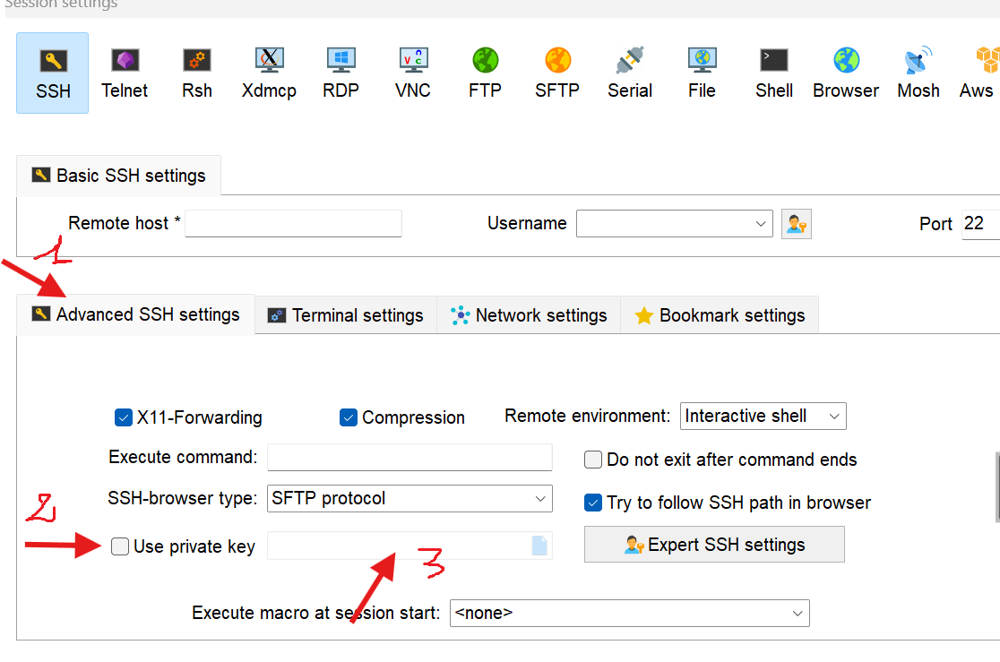 Session settings
SSH Telnet Rsh Xdmcp RDP VNC FTP SFTP Serial File Shell Browser Mosh Aws
Basic SSH settings
Remote host * Username Port 22
1
Advanced SSH settings Terminal settings Network settings Bookmark settings
X11-Forwarding Compression Remote environment: Interactive shell
Execute command: Do not exit after command ends
2
SSH-browser type: SFTP protocol Try to follow SSH path in browser
Use private key Expert SSH settings
3
Execute macro at session start: <none>